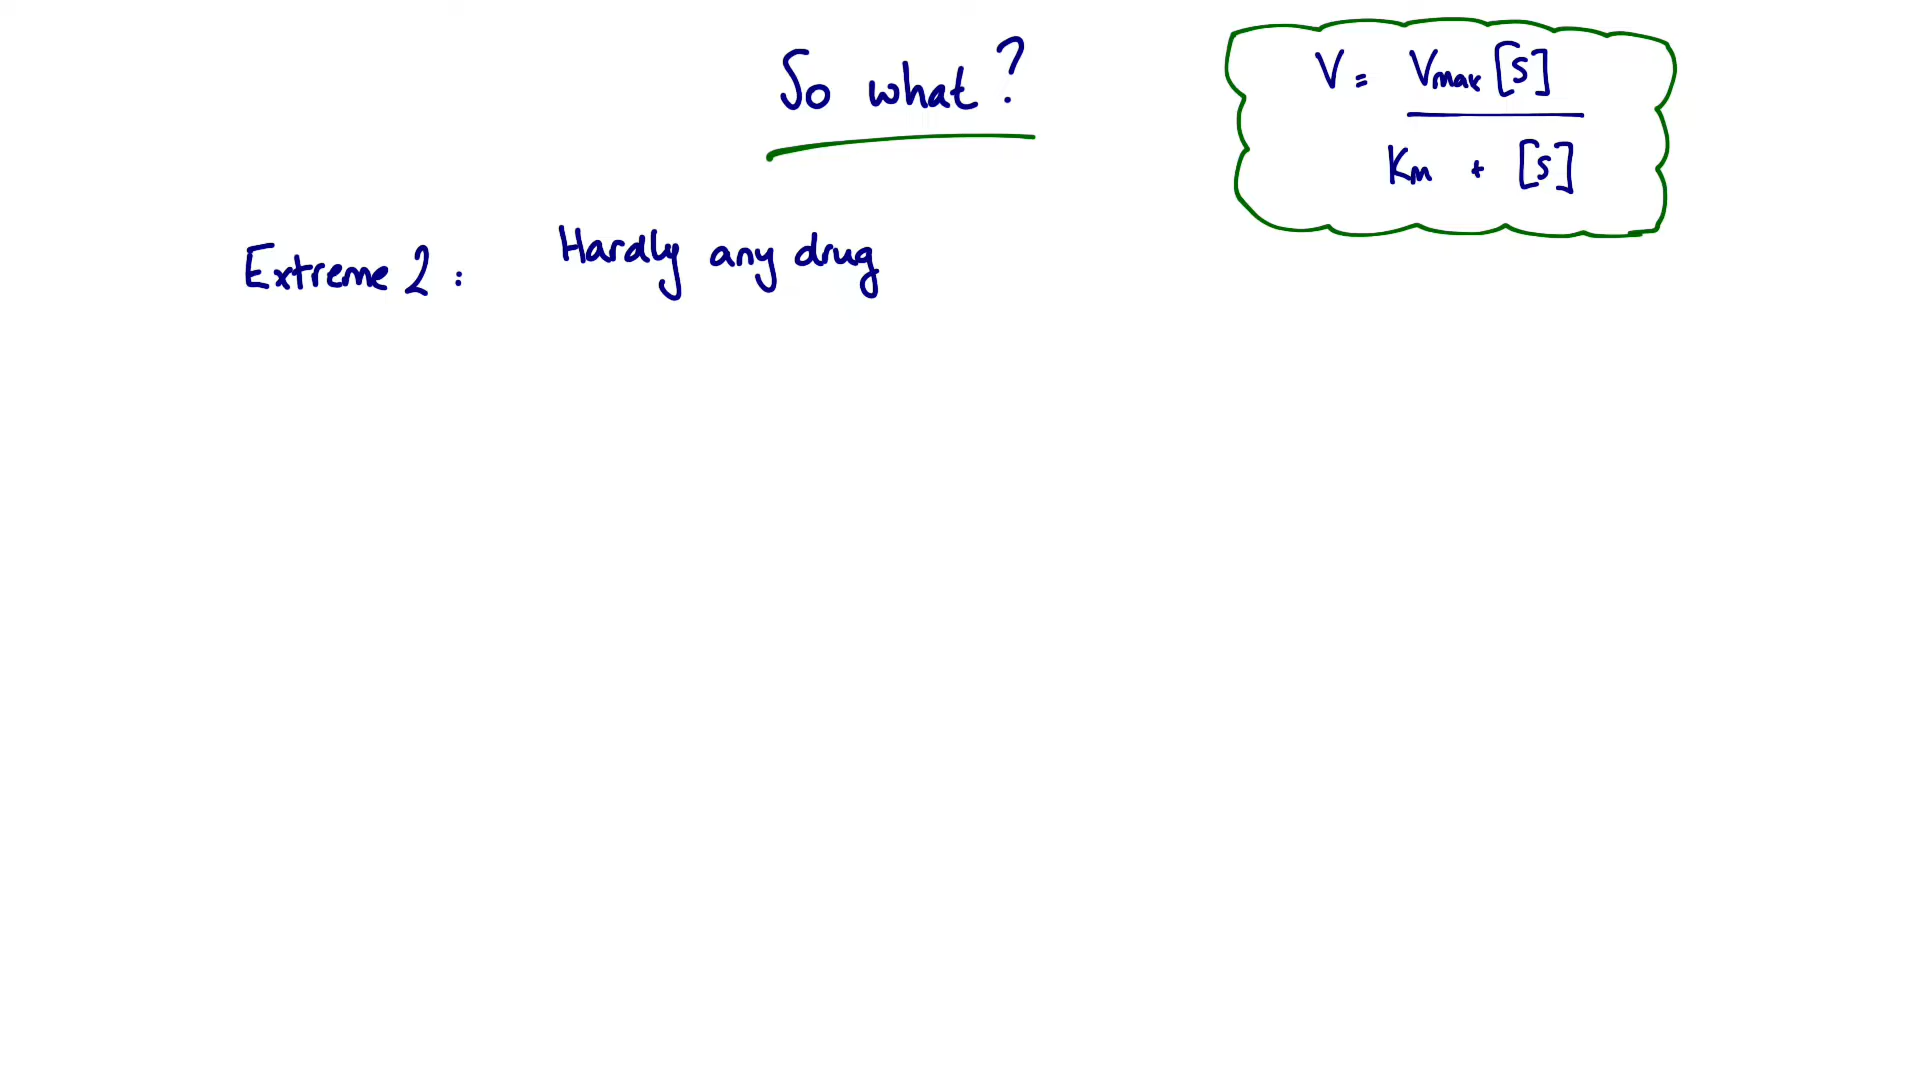 So what?
V = Vmax [S]
Km + [S]
Extreme 2 : Hardly any drug